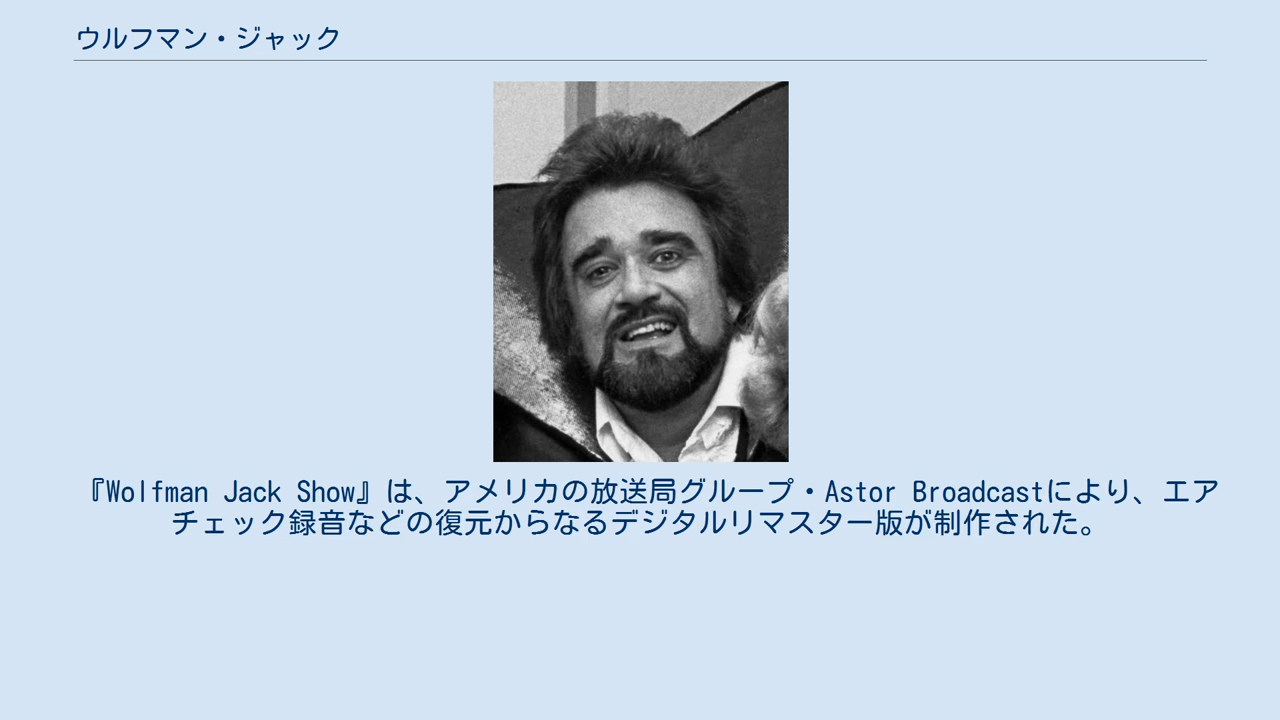 ウルフマン・ジャック
『Wolfman Jack Show』は、アメリカの放送局グループ・Astor Broadcastにより、エア
チェック録音などの復元からなるデジタルリマスター版が制作された。